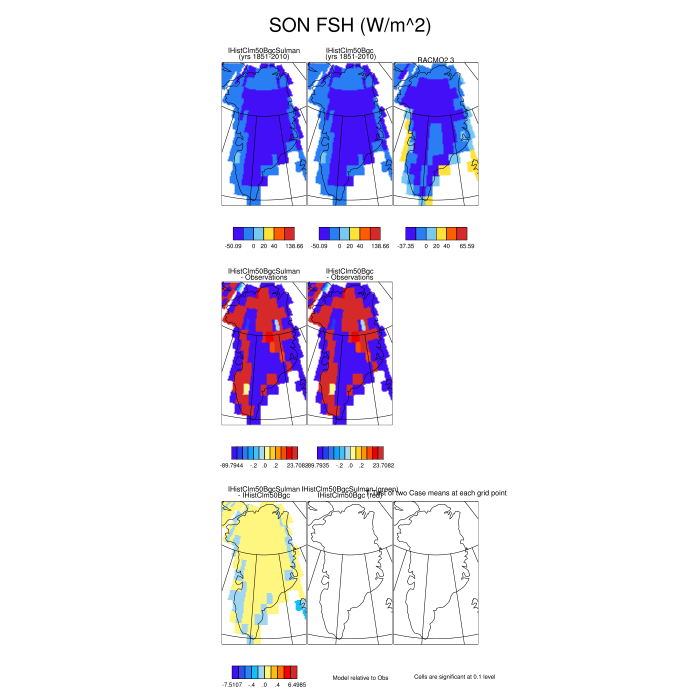 SON FSH (W/m^2)
IHistClm50BgcSulman
(yrs 1851-2010)
IHistClm50Bgc
(yrs 1851-2010)
RACMO2.3
-50.09 0 20 40 138.66
-50.09 0 20 40 138.66
-37.35 0 20 40 65.59
IHistClm50BgcSulman
- Observations
IHistClm50Bgc
- Observations
-89.7944 -.2 .0 .2 23.7082
-89.7935 -.2 .0 .2 23.7082
IHistClm50BgcSulman
- IHistClm50Bgc
IHistClm50BgcSulman (green)
IHistClm50Bgc (red)
of two Case means at each grid point
-7.5107 -.4 .0 .4 6.4985
Model relative to Obs
Cells are significant at 0.1 level